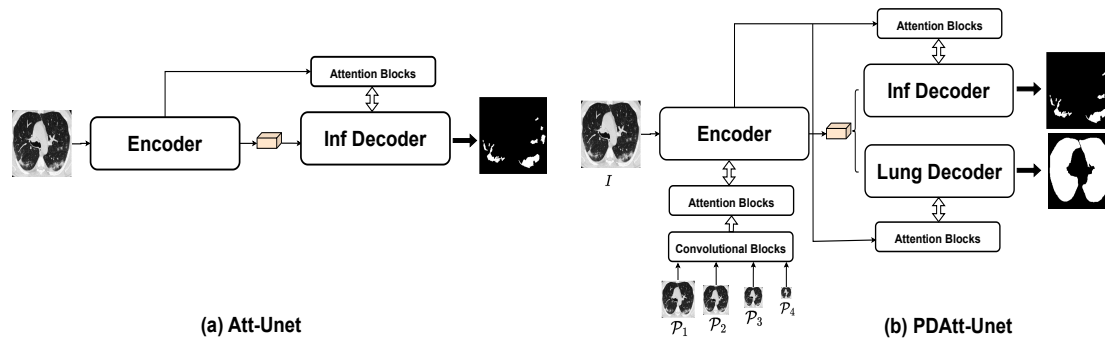 Attention Blocks
Encoder
Inf Decoder
(a) Att-Unet
Attention Blocks
Inf Decoder
Encoder
I
Lung Decoder
Attention Blocks
Attention Blocks
Convolutional Blocks
𝒫₁ 𝒫₂ 𝒫₃ 𝒫₄
(b) PDAtt-Unet